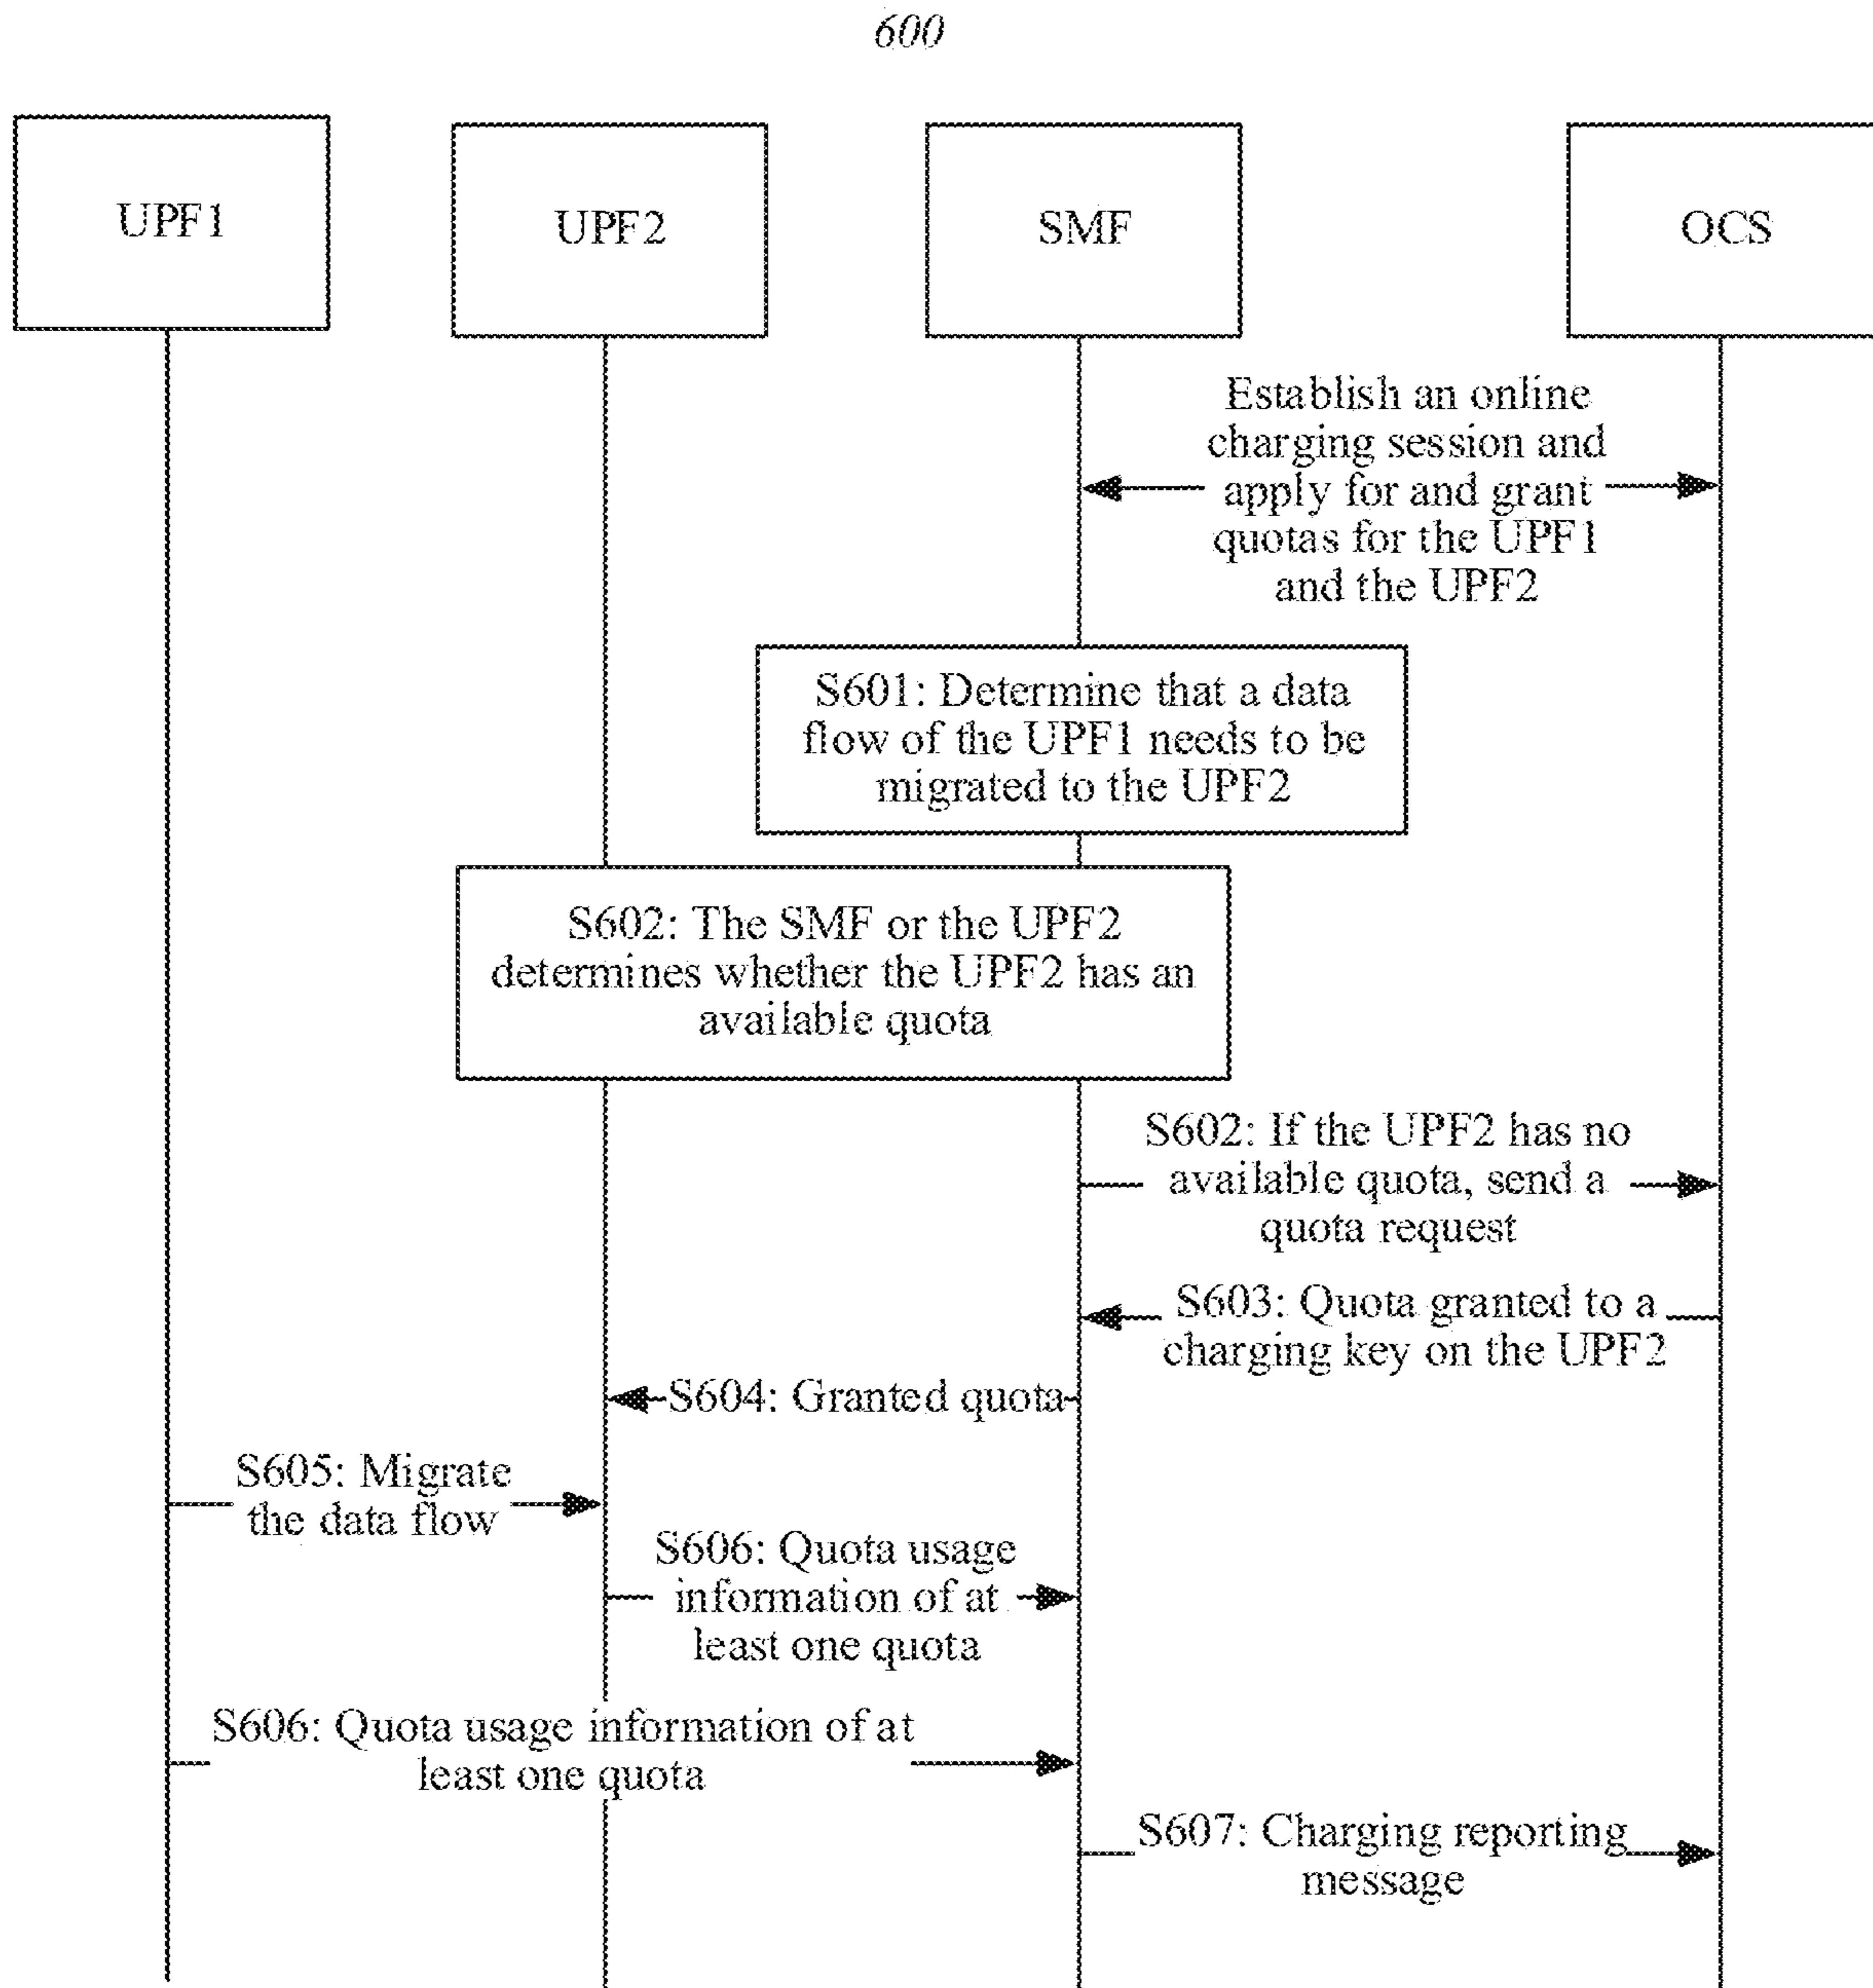 600
UPF1
UPF2
SMF
OCS
Establish an online
charging session and
apply for and grant
quotas for the UPF1
and the UPF2
S601: Determine that a data
flow of the UPF1 needs to be
migrated to the UPF2
S602: The SMF or the UPF2
determines whether the UPF2 has an
available quota
S602: If the UPF2 has no
available quota, send a
quota request
S603: Quota granted to a
charging key on the UPF2
S604: Granted quota
S605: Migrate
the data flow
S606: Quota usage
information of at
least one quota
S606: Quota usage information of at
least one quota
S607: Charging reporting
message